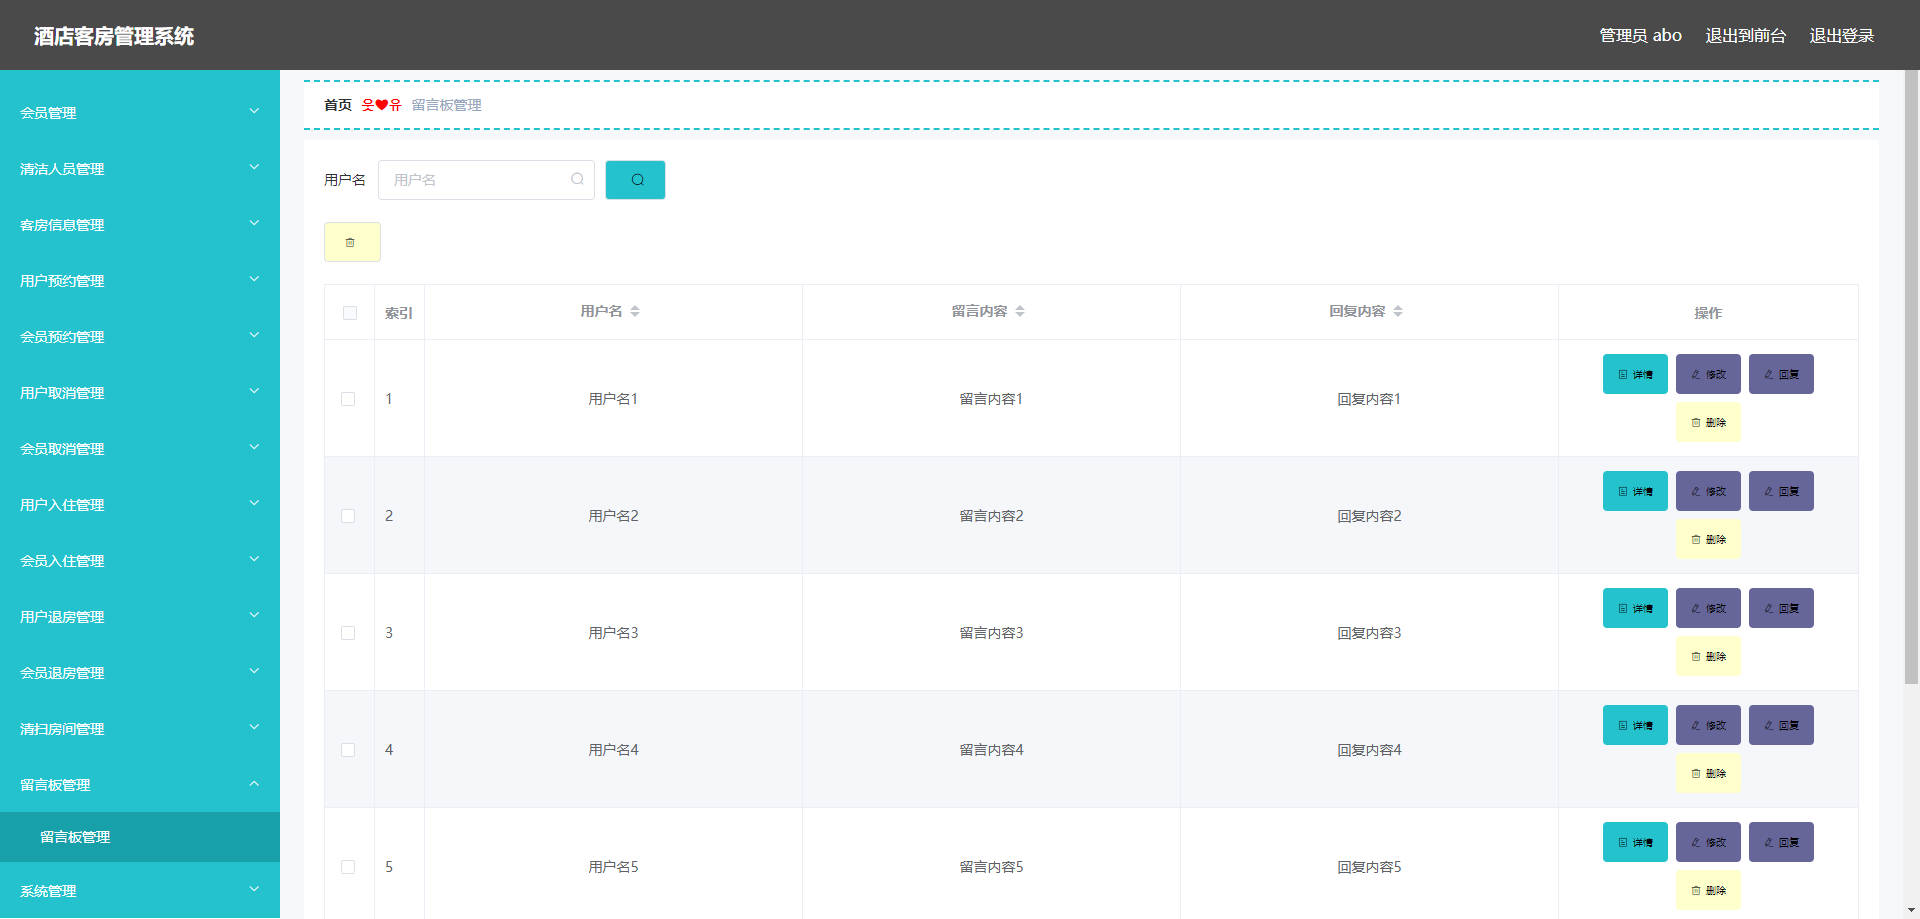 酒店客房管理系统
管理员 abo 退出到前台 退出登录
会员管理
清洁人员管理
客房信息管理
用户预约管理
会员预约管理
用户取消管理
会员取消管理
用户入住管理
会员入住管理
用户退房管理
会员退房管理
清扫房间管理
留言板管理
留言板管理
系统管理
首页 웃❤유 留言板管理
用户名 用户名
索引 用户名 留言内容 回复内容 操作
1 用户名1 留言内容1 回复内容1 详情 修改 回复
删除
2 用户名2 留言内容2 回复内容2 详情 修改 回复
删除
3 用户名3 留言内容3 回复内容3 详情 修改 回复
删除
4 用户名4 留言内容4 回复内容4 详情 修改 回复
删除
5 用户名5 留言内容5 回复内容5 详情 修改 回复
删除